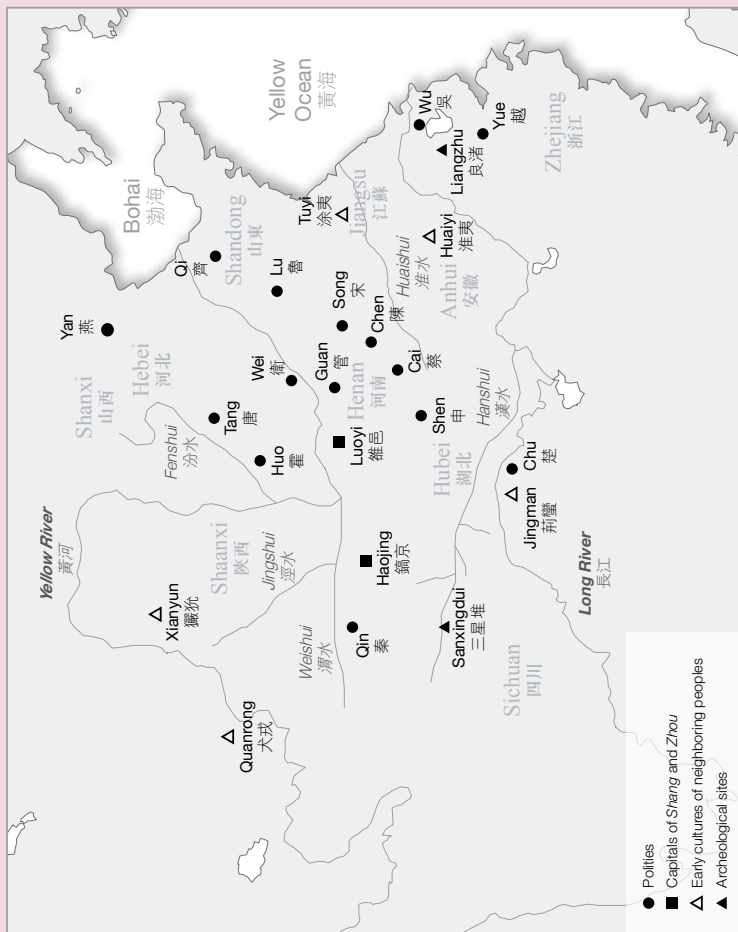 Bohai
渤海
Yellow
Ocean
黃海
Yan
燕
Shanxi
山西
Hebei
河北
Qi
齊
Shandong
山東
Lu
魯
Tuyi
涂夷
Jiangsu
江蘇
Wu
吳
Liangzhu
良渚
Yue
越
Zhejiang
浙江
Tang
唐
Fenshui
汾水
Huo
霍
Wei
衛
Guan
管
Song
宋
Chen
陳
Cai
蔡
Huaishui
淮水
Huaiyi
淮夷
Anhui
安徽
Henan
河南
Luoyi
雒邑
Shen
申
Hanshui
漢水
Hubei
湖北
Yellow River
黃河
Xianyun
玁狁
Shaanxi
陝西
Jingshui
涇水
Haojing
鎬京
Weishui
渭水
Qin
秦
Quanrong
犬戎
Sanxingdui
三星堆
Sichuan
四川
Chu
楚
Jingman
荆蠻
Long River
長江
Polities
Capitals of Shang and Zhou
Early cultures of neighboring peoples
Archeological sites